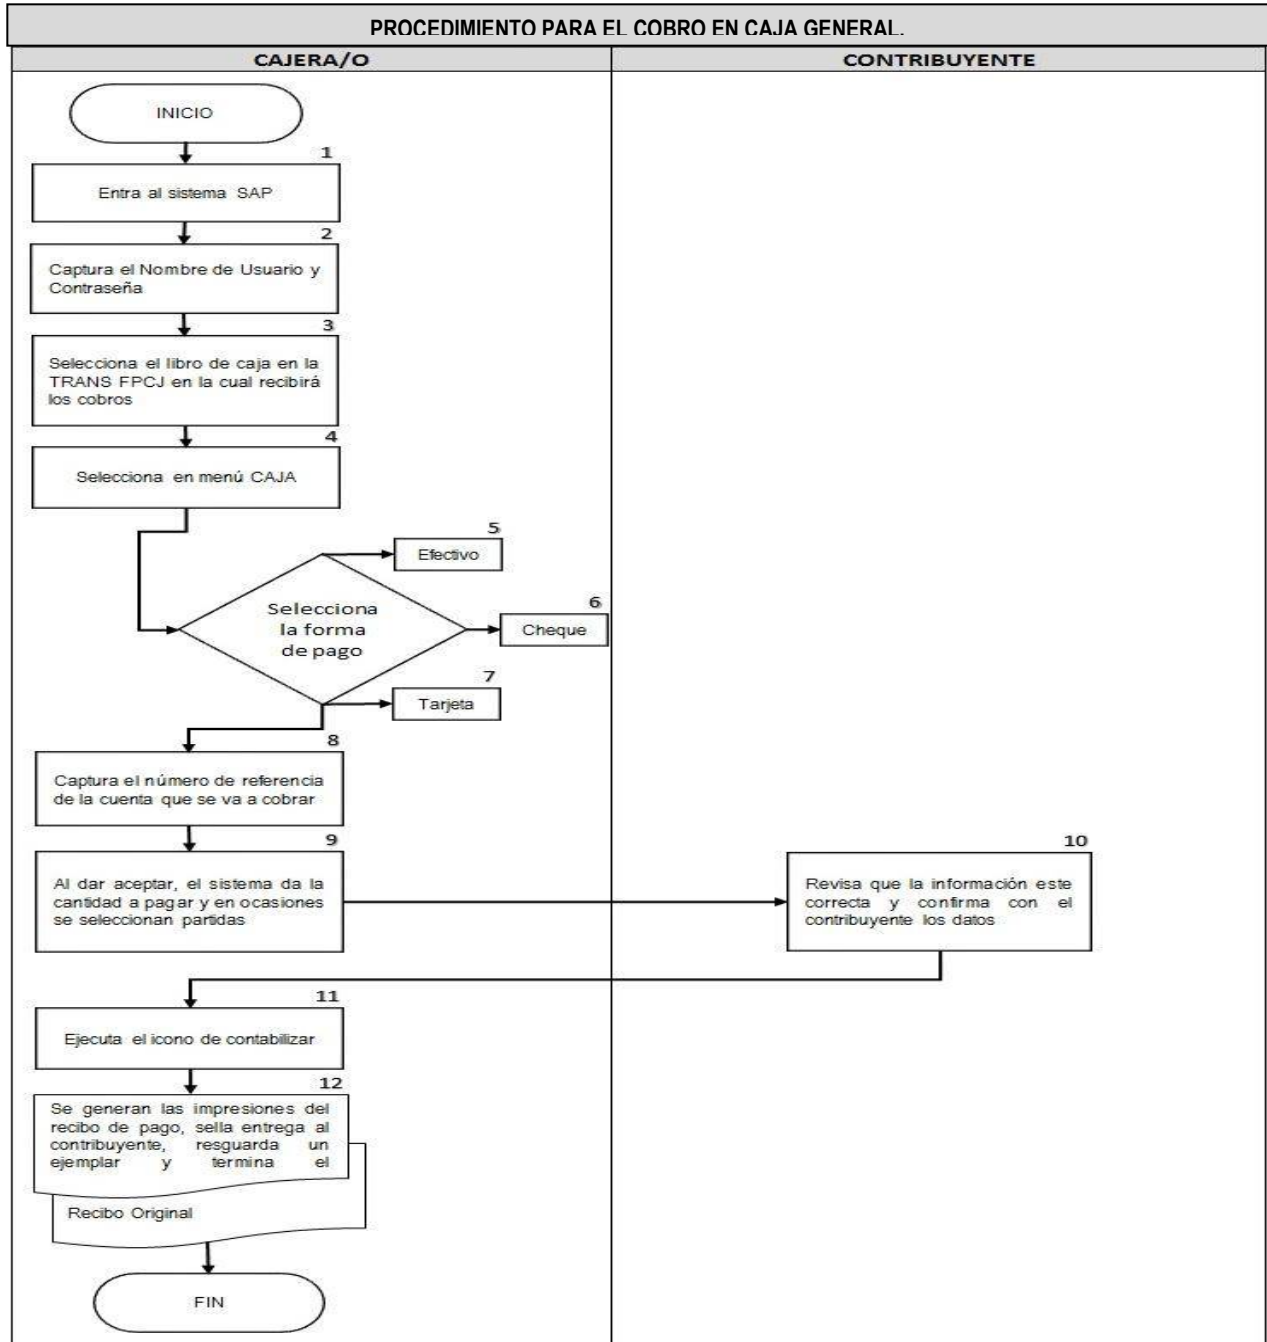 PROCEDIMIENTO PARA EL COBRO EN CAJA GENERAL.
CAJERA/O
CONTRIBUYENTE
INICIO
1
Entra al sistema SAP
2
Captura el Nombre de Usuario y
Contraseña
3
Selecciona el libro de caja en la
TRANS FPCJ en la cual recibirá
los cobros
4
Selecciona en menú CAJA
5
Efectivo
Selecciona
la forma
de pago
6
Cheque
7
Tarjeta
8
Captura el número de referencia
de la cuenta que se va a cobrar
9
Al dar aceptar, el sistema da la
cantidad a pagar y en ocasiones
se seleccionan partidas
10
Revisa que la información este
correcta y confirma con el
contribuyente los datos
11
Ejecuta el icono de contabilizar
12
Se generan las impresiones del
recibo de pago, sella entrega al
contribuyente, resguarda un
ejemplar y termina el
Recibo Original
FIN